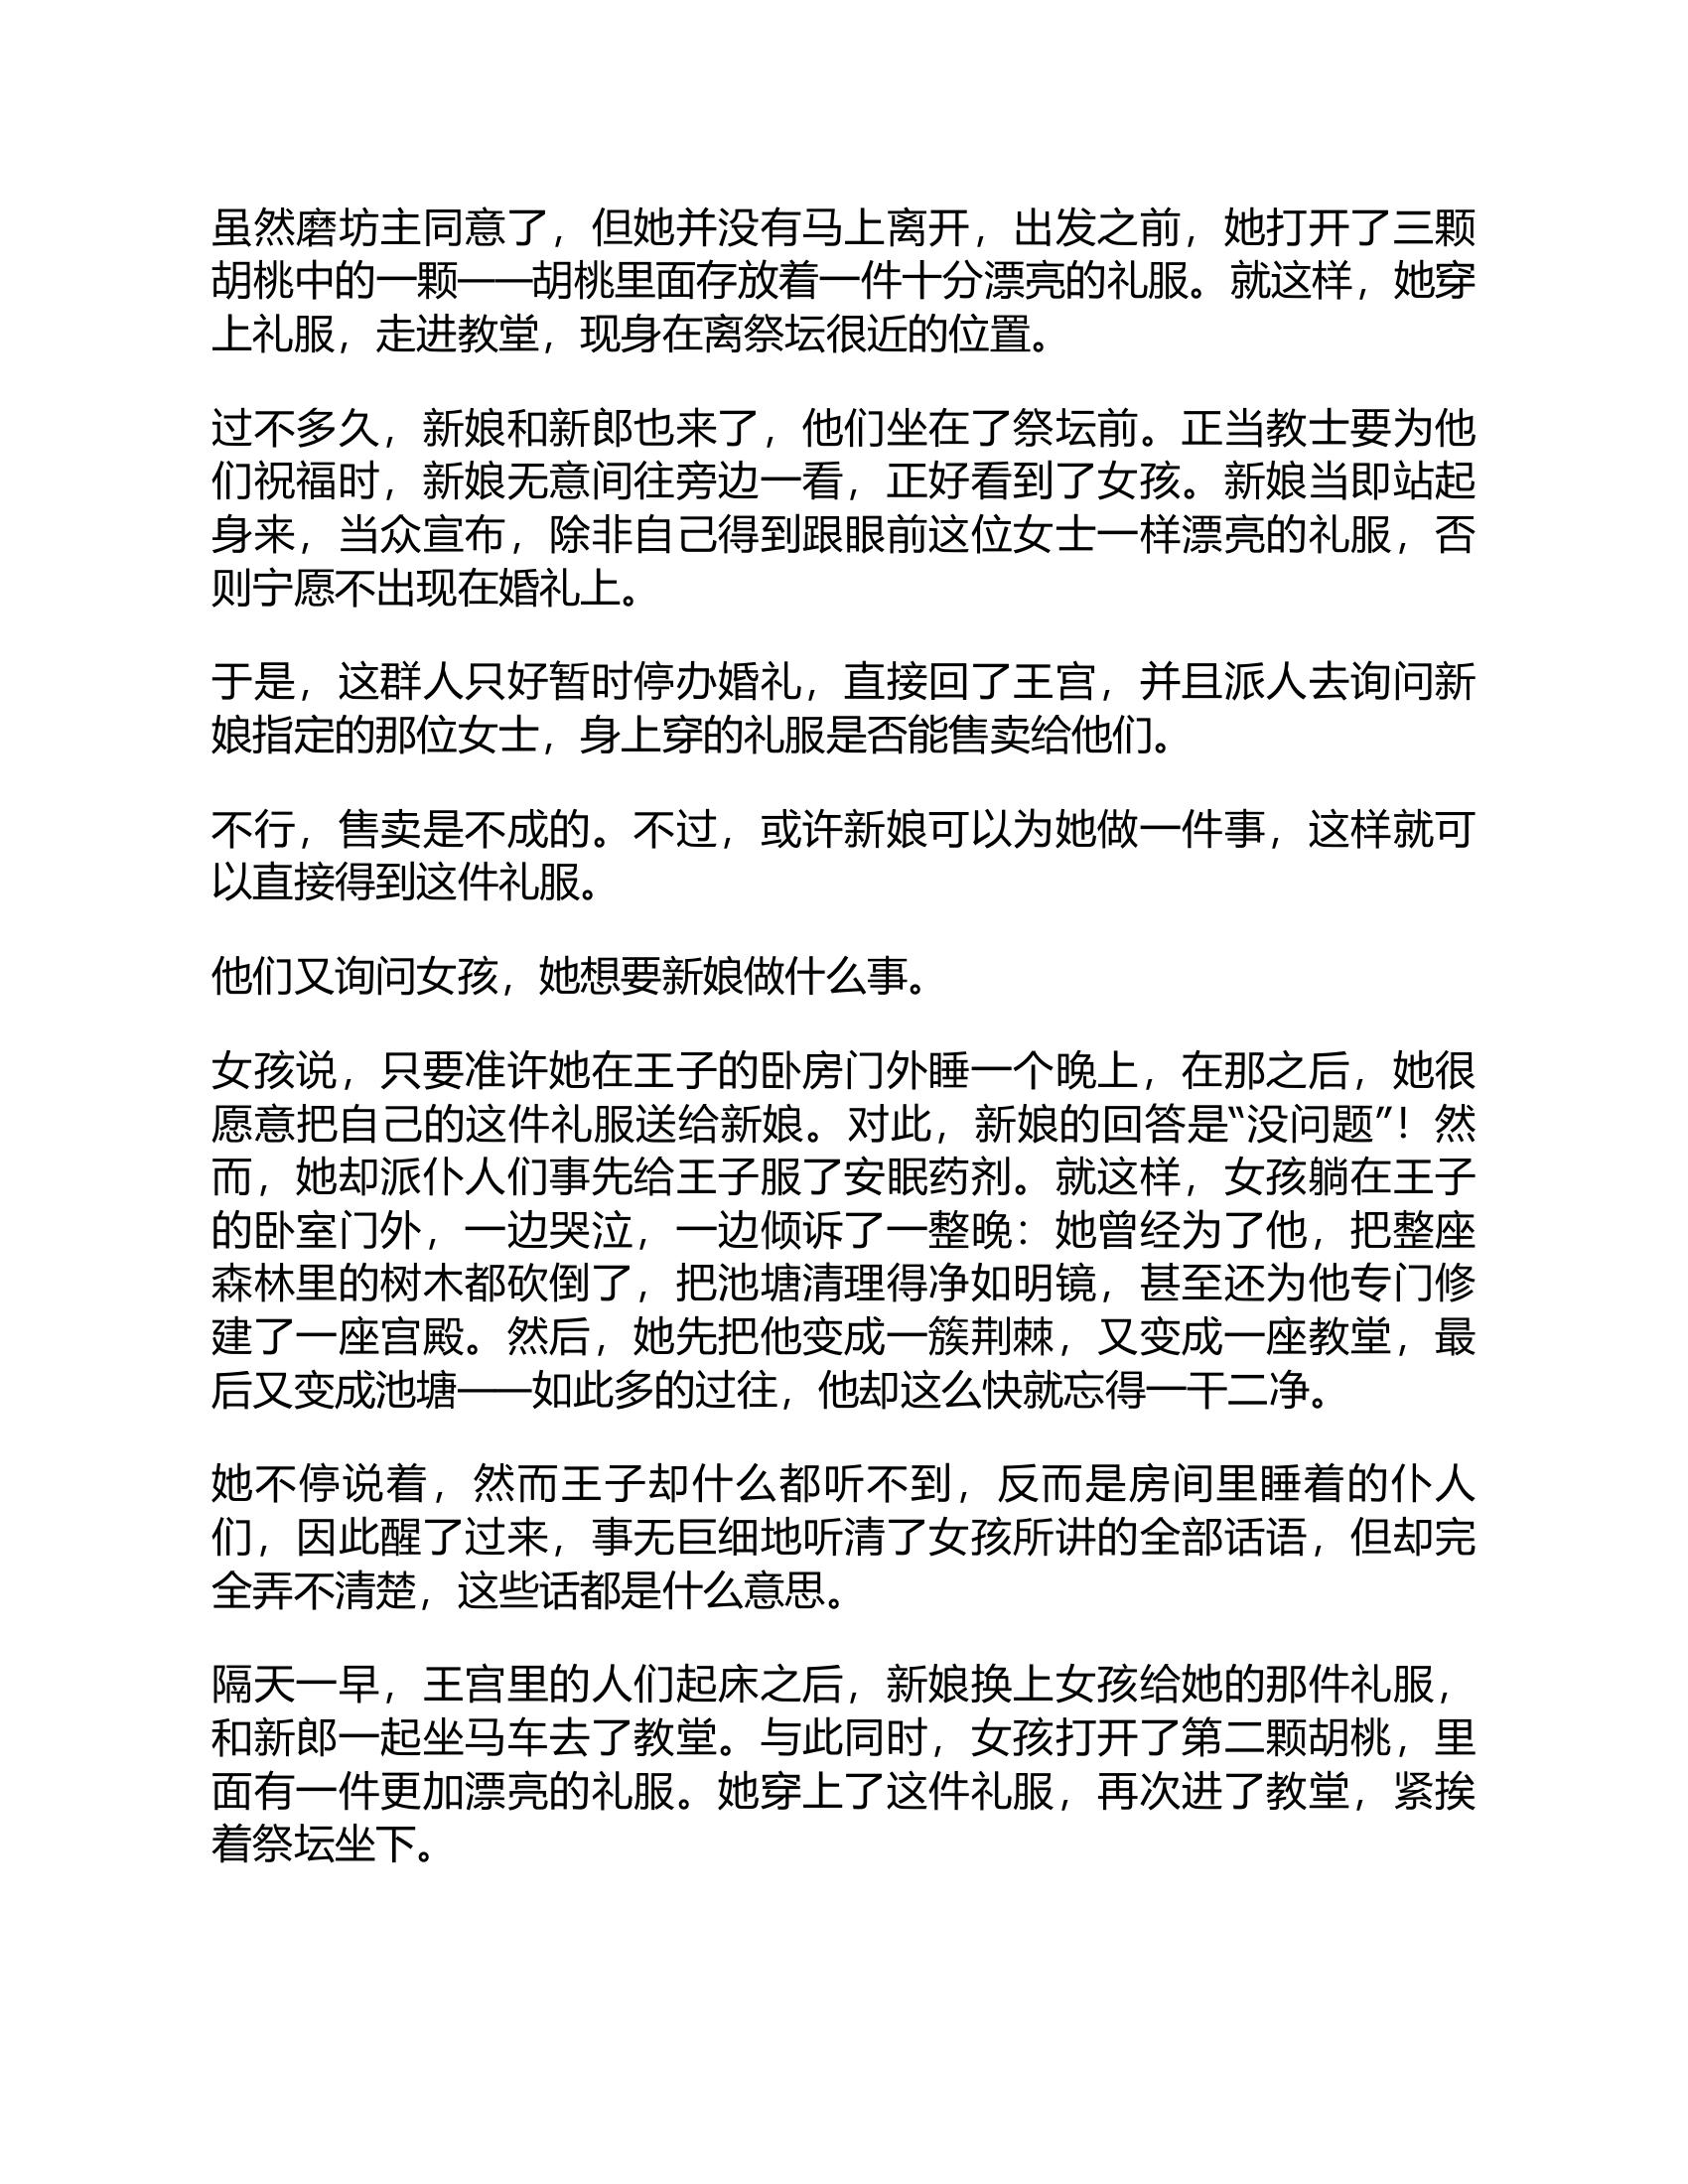 虽然磨坊主同意了，但她并没有马上离开，出发之前，她打开了三颗
胡桃中的一颗——胡桃里面存放着一件十分漂亮的礼服。就这样，她穿
上礼服，走进教堂，现身在离祭坛很近的位置。
过不多久，新娘和新郎也来了，他们坐在了祭坛前。正当教士要为他
们祝福时，新娘无意间往旁边一看，正好看到了女孩。新娘当即站起
身来，当众宣布，除非自己得到跟眼前这位女士一样漂亮的礼服，否
则宁愿不出现在婚礼上。
于是，这群人只好暂时停办婚礼，直接回了王宫，并且派人去询问新
娘指定的那位女士，身上穿的礼服是否能售卖给他们。
不行，售卖是不成的。不过，或许新娘可以为她做一件事，这样就可
以直接得到这件礼服。
他们又询问女孩，她想要新娘做什么事。
女孩说，只要准许她在王子的卧房门外睡一个晚上，在那之后，她很
愿意把自己的这件礼服送给新娘。对此，新娘的回答是“没问题”！然
而，她却派仆人们事先给王子服了安眠药剂。就这样，女孩躺在王子
的卧室门外，一边哭泣，一边倾诉了一整晚：她曾经为了他，把整座
森林里的树木都砍倒了，把池塘清理得净如明镜，甚至还为他专门修
建了一座宫殿。然后，她先把他变成一簇荆棘，又变成一座教堂，最
后又变成池塘——如此多的过往，他却这么快就忘得一干二净。
她不停说着，然而王子却什么都听不到，反而是房间里睡着的仆人
们，因此醒了过来，事无巨细地听清了女孩所讲的全部话语，但却完
全弄不清楚，这些话都是什么意思。
隔天一早，王宫里的人们起床之后，新娘换上女孩给她的那件礼服，
和新郎一起坐马车去了教堂。与此同时，女孩打开了第二颗胡桃，里
面有一件更加漂亮的礼服。她穿上了这件礼服，再次进了教堂，紧挨
着祭坛坐下。